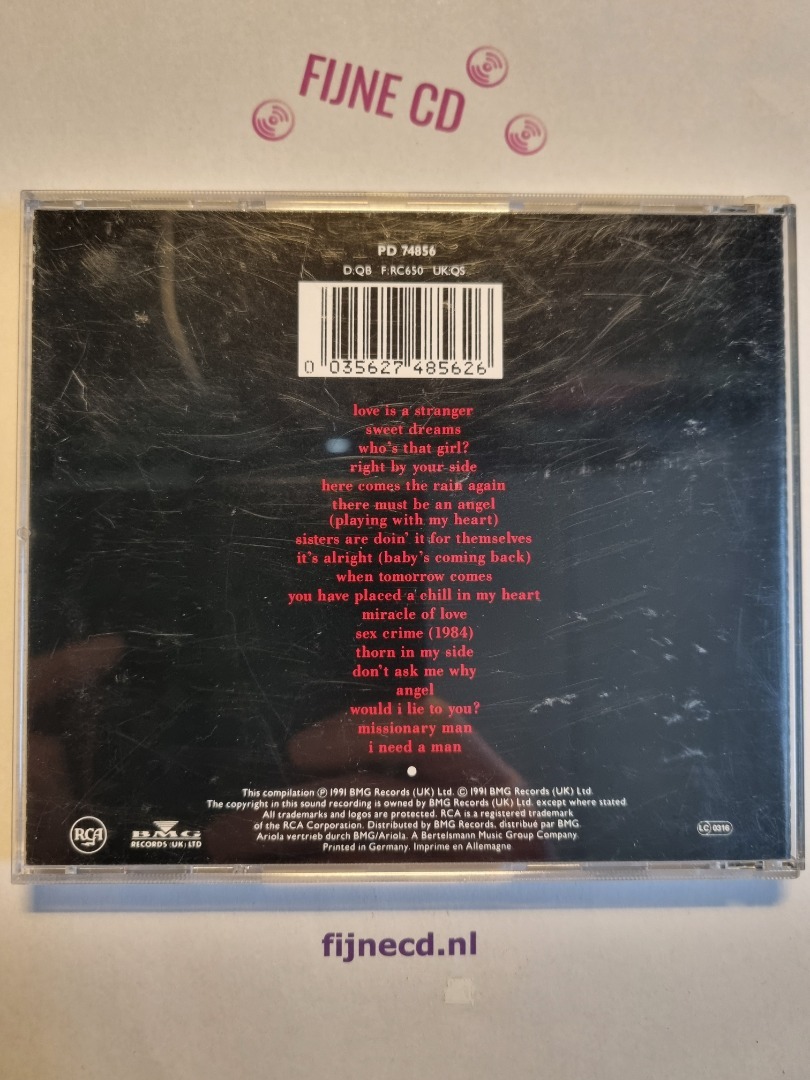 FIJNE CD
PD 74856
D:QB F:RC650 UK:QS
0 035627 485626
love is a stranger
sweet dreams
who's that girl?
right by your side
here comes the rain again
there must be an angel
(playing with my heart)
sisters are doin' it for themselves
it's alright (baby's coming back)
when tomorrow comes
you have placed a chill in my heart
miracle of love
sex crime (1984)
thorn in my side
don't ask me why
angel
would i lie to you?
missionary man
i need a man
This compilation ℗ 1991 BMG Records (UK) Ltd. © 1991 BMG Records (UK) Ltd.
The copyright in this sound recording is owned by BMG Records (UK) Ltd. except where stated.
All trademarks and logos are protected. RCA is a registered trademark
of the RCA Corporation. Distributed by BMG Records, distribué par BMG.
Ariola vertrieb durch BMG/Ariola. A Bertelsmann Music Group Company.
Printed in Germany. Imprime en Allemagne
RCA
BMG
RECORDS (UK) LTD
LC 0316
fijnecd.nl